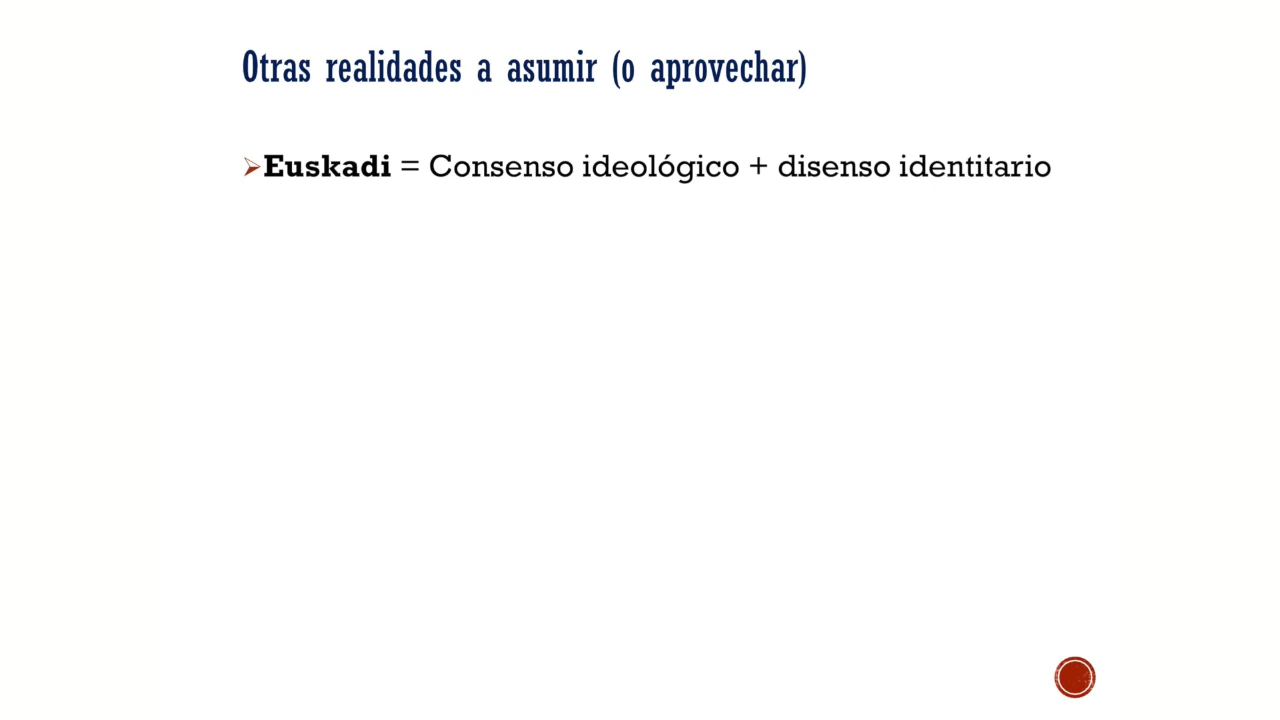 Otras realidades a asumir (o aprovechar)
➢Euskadi = Consenso ideológico + disenso identitario